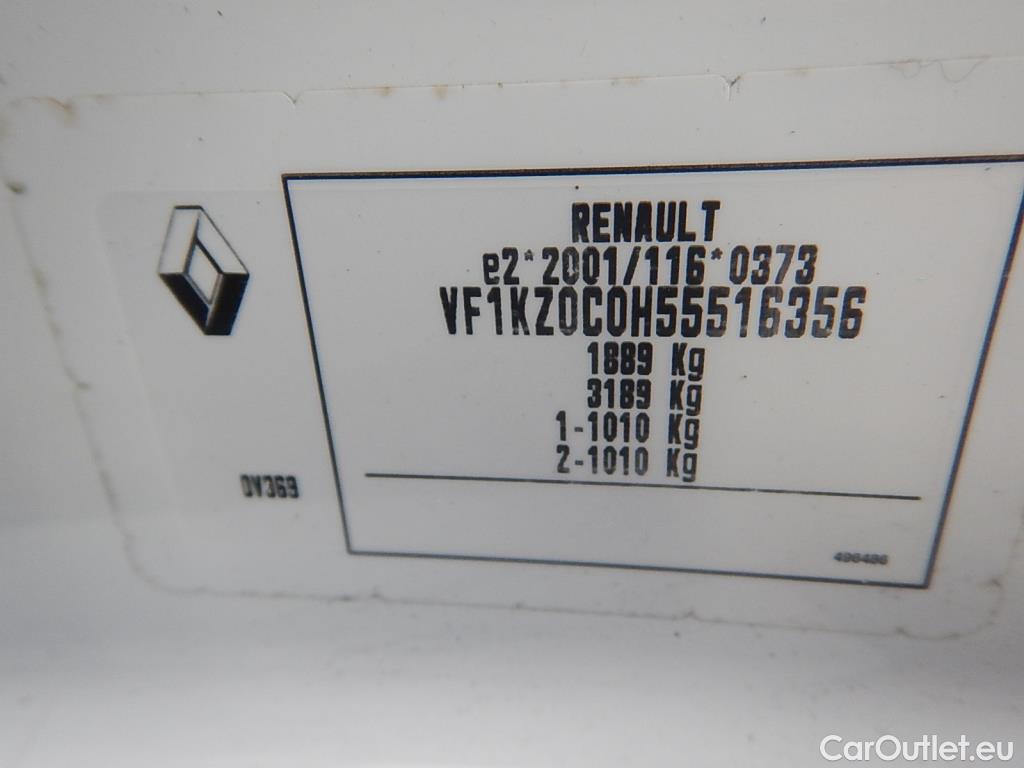 RENAULT
e2*2001/116*0373
VF1KZ0C0H55516356
1889 Kg
3189 Kg
1-1010 Kg
2-1010 Kg
DV369
496486
CarOutlet.eu